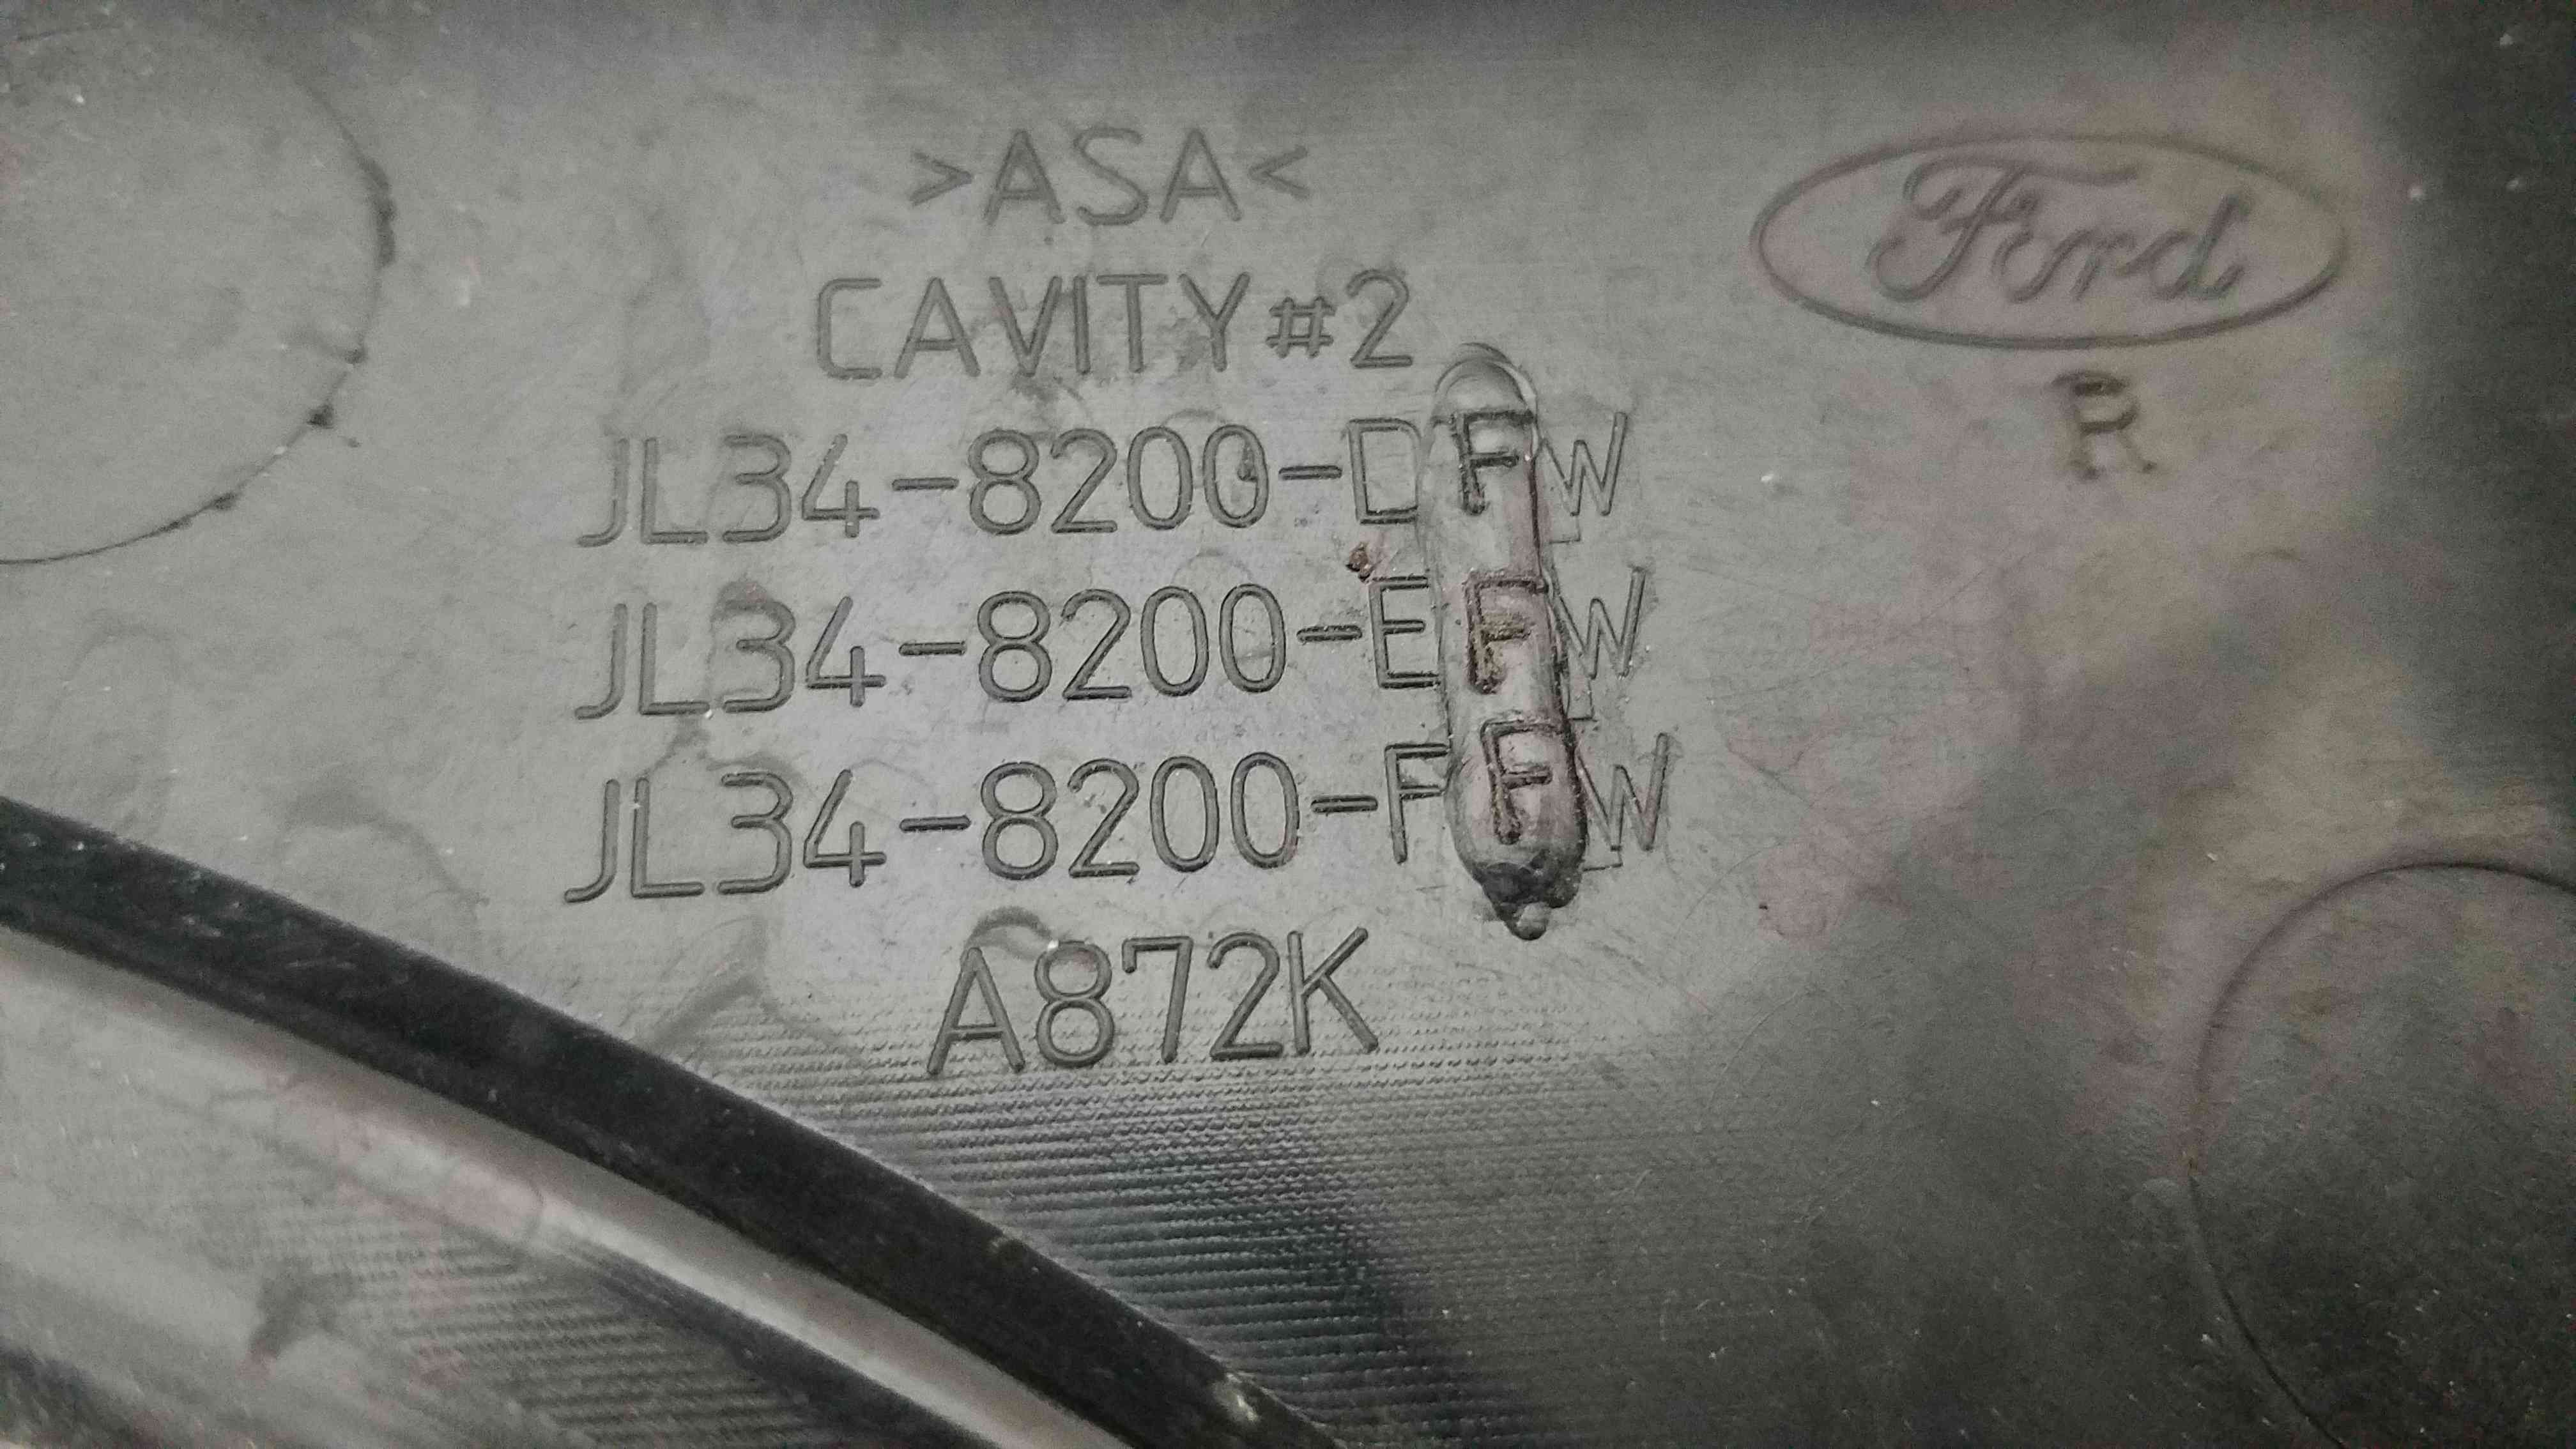 >ASA<
Ford
CAVITY #2
R
JL34-8200-DFW
JL34-8200-EFW
JL34-8200-FFW
A872K